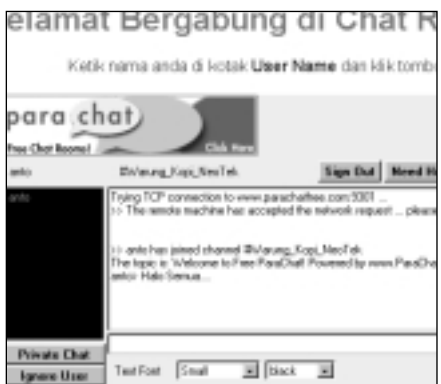 elamat Bergabung di Chat R
Ketik nama anda di kotak User Name dan klik tomb
para chat
Free Chat Rooms!
Click Here
anto
Warung_Kopi_NeoTek
Sign Out
Need H
anto
Trying TCP connection to www.parachatfree.com:9301 ...
>> The remote machine has accepted the network request ... please
>> anto has joined channel #Warung_Kopi_NeoTek
The topic is 'Welcome to Free ParaChat! Powered by www.ParaCha
anto> Halo Semua...
Private Chat
Ignore User
Text Font
Small
black